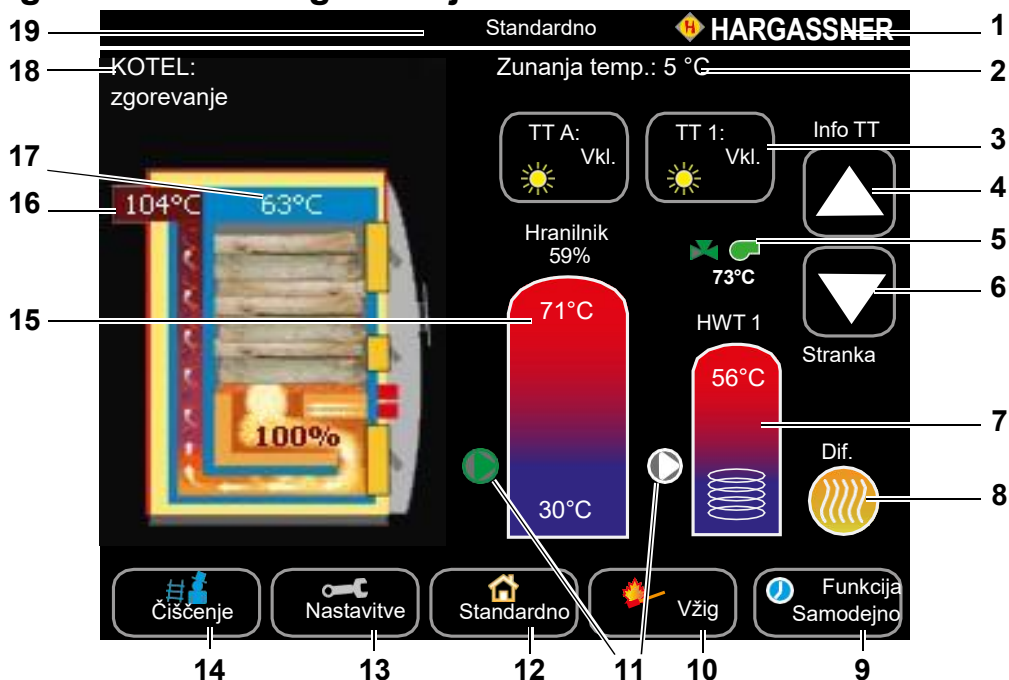 19
Standardno
HARGASSNER
1
18
KOTEL:
zgorevanje
Zunanja temp.: 5 °C
2
TT A:
Vkl.
TT 1:
Vkl.
Info TT
3
17
16
104°C
63°C
4
Hranilnik
59%
73°C
5
6
15
71°C
HWT 1
Stranka
56°C
7
100%
Dif.
30°C
8
Čiščenje
Nastavitve
Standardno
Vžig
Funkcija
Samodejno
14
13
12
11
10
9